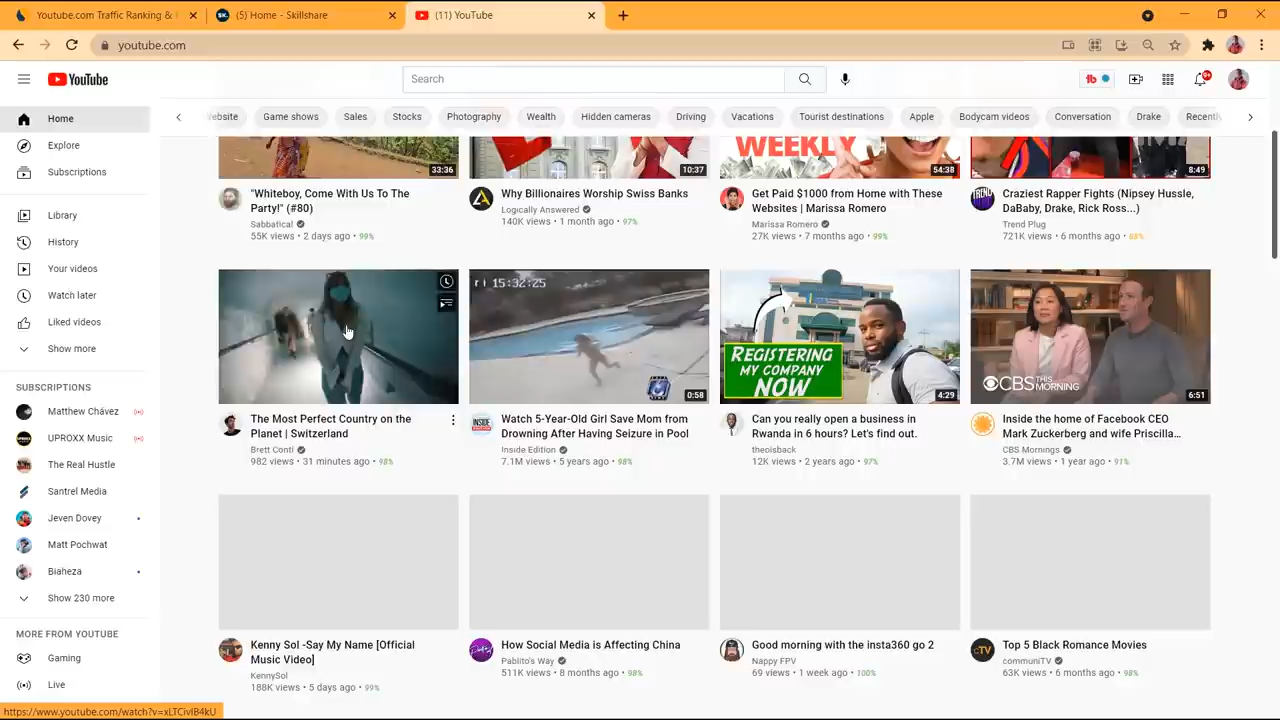 Youtube.com Traffic Ranking &
(5) Home - Skillshare
(11) YouTube
youtube.com
YouTube
Search
9+
Home
Explore
Subscriptions
Library
History
Your videos
Watch later
Liked videos
Show more
SUBSCRIPTIONS
Matthew Chávez
UPROXX Music
The Real Hustle
Santrel Media
Jeven Dovey
Matt Pochwat
Biaheza
Show 230 more
MORE FROM YOUTUBE
Gaming
Live
Website
Game shows
Sales
Stocks
Photography
Wealth
Hidden cameras
Driving
Vacations
Tourist destinations
Apple
Bodycam videos
Conversation
Drake
Recently
33:36
"Whiteboy, Come With Us To The
Party!" (#80)
Sabbatical
55K views • 2 days ago • 99%
10:37
Why Billionaires Worship Swiss Banks
Logically Answered
140K views • 1 month ago • 97%
WEEKLY
54:38
Get Paid $1000 from Home with These
Websites | Marissa Romero
Marissa Romero
27K views • 7 months ago • 99%
8:49
Craziest Rapper Fights (Nipsey Hussle,
DaBaby, Drake, Rick Ross...)
Trend Plug
721K views • 6 months ago • 88%
The Most Perfect Country on the
Planet | Switzerland
Brett Conti
982 views • 31 minutes ago • 98%
15:32:25
0:58
Watch 5-Year-Old Girl Save Mom from
Drowning After Having Seizure in Pool
Inside Edition
7.1M views • 5 years ago • 98%
REGISTERING
MY COMPANY
NOW
4:29
Can you really open a business in
Rwanda in 6 hours? Let's find out.
theoisback
12K views • 2 years ago • 97%
CBS THIS
MORNING
6:51
Inside the home of Facebook CEO
Mark Zuckerberg and wife Priscilla...
CBS Mornings
3.7M views • 1 year ago • 91%
Kenny Sol -Say My Name [Official
Music Video]
KennySol
188K views • 5 days ago • 99%
How Social Media is Affecting China
Pablito's Way
511K views • 8 months ago • 98%
Good morning with the insta360 go 2
Nappy FPV
69 views • 1 week ago • 100%
Top 5 Black Romance Movies
communiTV
63K views • 6 months ago • 98%